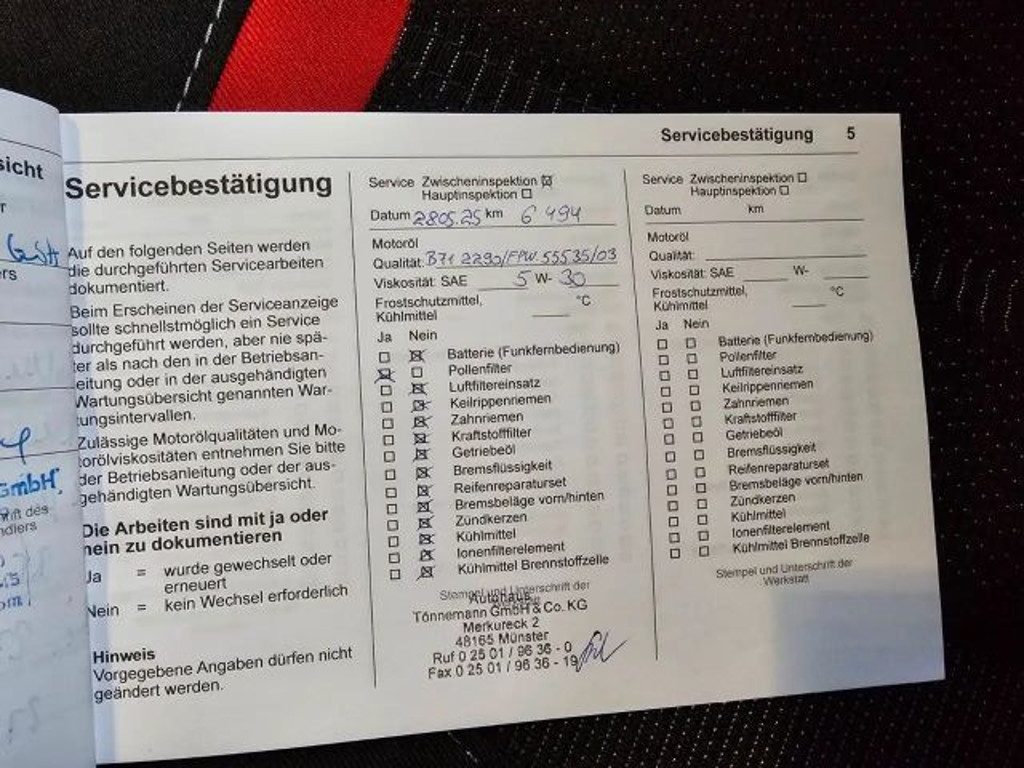 sicht
GmbH,
Servicebestätigung 5
Servicebestätigung
Auf den folgenden Seiten werden
die durchgeführten Servicearbeiten
dokumentiert.
Beim Erscheinen der Serviceanzeige
sollte schnellstmöglich ein Service
durchgeführt werden, aber nie spä-
ter als nach den in der Betriebsan-
eitung oder in der ausgehändigten
Wartungsübersicht genannten War-
tungsintervallen.
Zulässige Motorölqualitäten und Mo-
torölviskositäten entnehmen Sie bitte
der Betriebsanleitung oder der aus-
gehändigten Wartungsübersicht.
Die Arbeiten sind mit ja oder
nein zu dokumentieren
Ja = wurde gewechselt oder
erneuert
Nein = kein Wechsel erforderlich
Hinweis
Vorgegebene Angaben dürfen nicht
geändert werden.
Service Zwischeninspektion ☒
Hauptinspektion ☐
Datum 28.05.25 km 6 494
Motoröl
Qualität: B71 2290/FPW.55535/03
Viskosität: SAE 5 W- 30
Frostschutzmittel, °C
Kühlmittel
Ja Nein
☐ ☒ Batterie (Funkfernbedienung)
☒ ☐ Pollenfilter
☐ ☒ Luftfiltereinsatz
☐ ☒ Keilrippenriemen
☐ ☒ Zahnriemen
☐ ☒ Kraftstofffilter
☐ ☒ Getriebeöl
☐ ☒ Bremsflüssigkeit
☐ ☒ Reifenreparaturset
☐ ☒ Bremsbeläge vorn/hinten
☐ ☒ Zündkerzen
☐ ☒ Kühlmittel
☐ ☒ Ionenfilterelement
☐ ☒ Kühlmittel Brennstoffzelle
Stempel und Unterschrift der
Autohaus
Tönnemann GmbH & Co. KG
Merkureck 2
48165 Münster
Ruf 0 25 01 / 96 36 - 0
Fax 0 25 01 / 96 36 - 19
Service Zwischeninspektion ☐
Hauptinspektion ☐
Datum km
Motoröl
Qualität:
Viskosität: SAE W-
Frostschutzmittel, °C
Kühlmittel
Ja Nein
☐ ☐ Batterie (Funkfernbedienung)
☐ ☐ Pollenfilter
☐ ☐ Luftfiltereinsatz
☐ ☐ Keilrippenriemen
☐ ☐ Zahnriemen
☐ ☐ Kraftstofffilter
☐ ☐ Getriebeöl
☐ ☐ Bremsflüssigkeit
☐ ☐ Reifenreparaturset
☐ ☐ Bremsbeläge vorn/hinten
☐ ☐ Zündkerzen
☐ ☐ Kühlmittel
☐ ☐ Ionenfilterelement
☐ ☐ Kühlmittel Brennstoffzelle
Stempel und Unterschrift der
Werkstatt